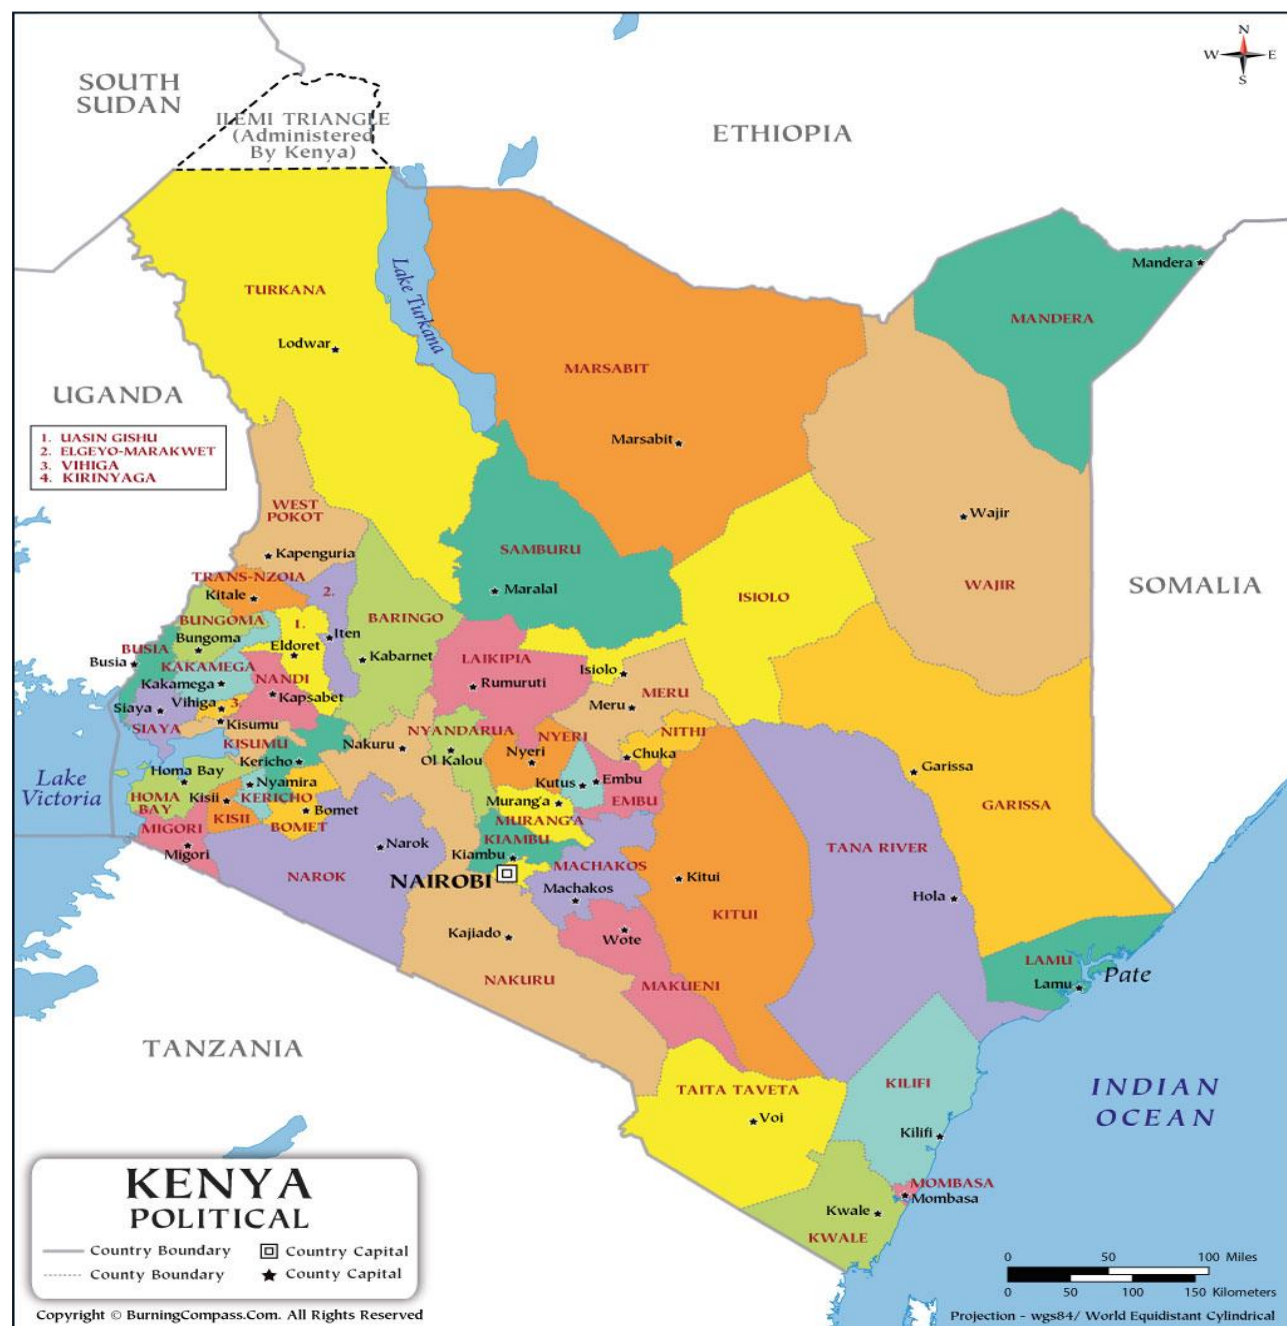 N
W E
S
SOUTH
SUDAN
ILEMI TRIANGLE
(Administered
By Kenya)
ETHIOPIA
Mandera
MANDERA
TURKANA
Lake Turkana
Lodwar
MARSABIT
UGANDA
Marsabit
1. UASIN GISHU
2. ELGEYO-MARAKWET
3. VIHIGA
4. KIRINYAGA
WEST
POKOT
Wajir
Kapenguria
SAMBURU
TRANS-NZOIA
Maralal
WAJIR
SOMALIA
Kitale
2.
ISIOLO
BUNGOMA
1.
BARINGO
Bungoma
Iten
BUSIA
Eldoret
Busia
KAKAMEGA
Kabarnet
LAIKIPIA
Isiolo
Kakamega
NANDI
Rumuruti
MERU
Vihiga
3.
Kapsabet
Siaya
Meru
SIAYA
Kisumu
NYANDARUA
NYERI
NITHI
KISUMU
Nakuru
Kericho
Ol Kalou
Nyeri
Chuka
Garissa
Lake
Victoria
Homa Bay
Nyamira
Kutus
Embu
HOMA
BAY
Kisii
KERICHO
Murang'a
EMBU
GARISSA
KISII
Bomet
MIGORI
BOMET
MURANG'A
KIAMBU
Migori
Narok
Kiambu
MACHAKOS
TANA RIVER
NAROK
NAIROBI
Kitui
Machakos
Hola
KITUI
Kajiado
Wote
LAMU
NAKURU
MAKUENI
Lamu
Pate
TANZANIA
TAITA TAVETA
KILIFI
INDIAN
OCEAN
Voi
Kilifi
MOMBASA
Mombasa
Kwale
KWALE
KENYA
POLITICAL
Country Boundary
Country Capital
County Boundary
County Capital
0 50 100 Miles
0 50 100 150 Kilometers
Copyright © BurningCompass.Com. All Rights Reserved
Projection - wgs84/ World Equidistant Cylindrical